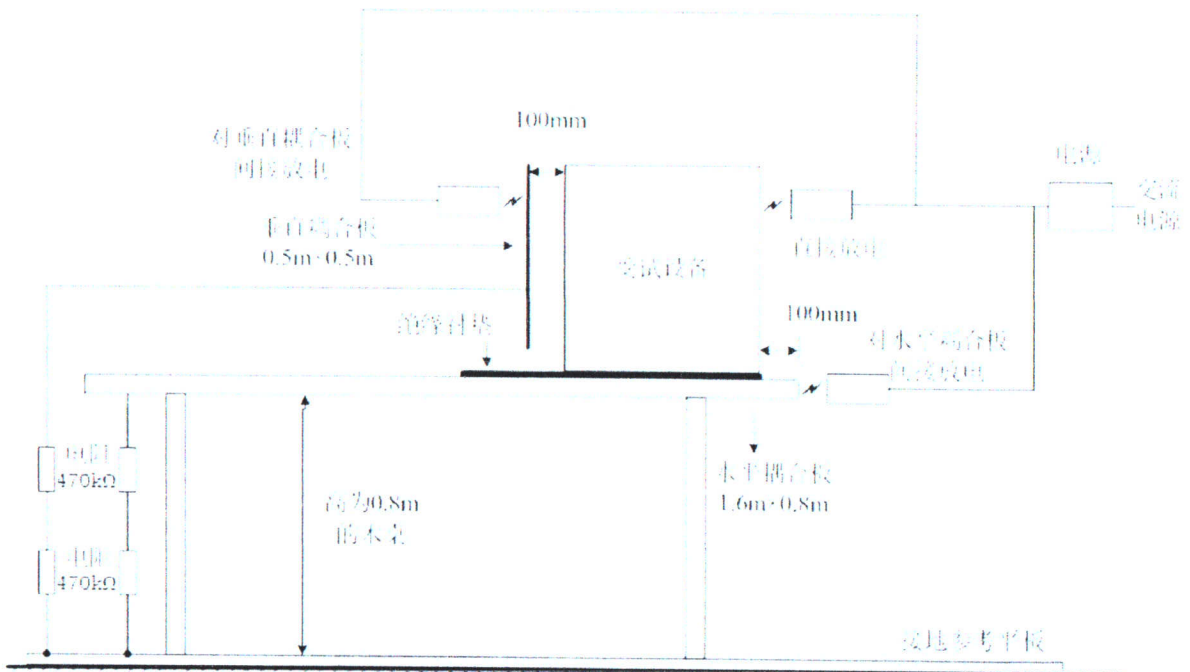 100mm
对垂直耦合板
间接放电
电源
交流
电源
垂直耦合板
0.5m×0.5m
直接放电
受试设备
100mm
绝缘衬垫
对水平耦合板
间接放电
电阻
470kΩ
高为0.8m
的木桌
水平耦合板
1.6m×0.8m
电阻
470kΩ
接地参考平板